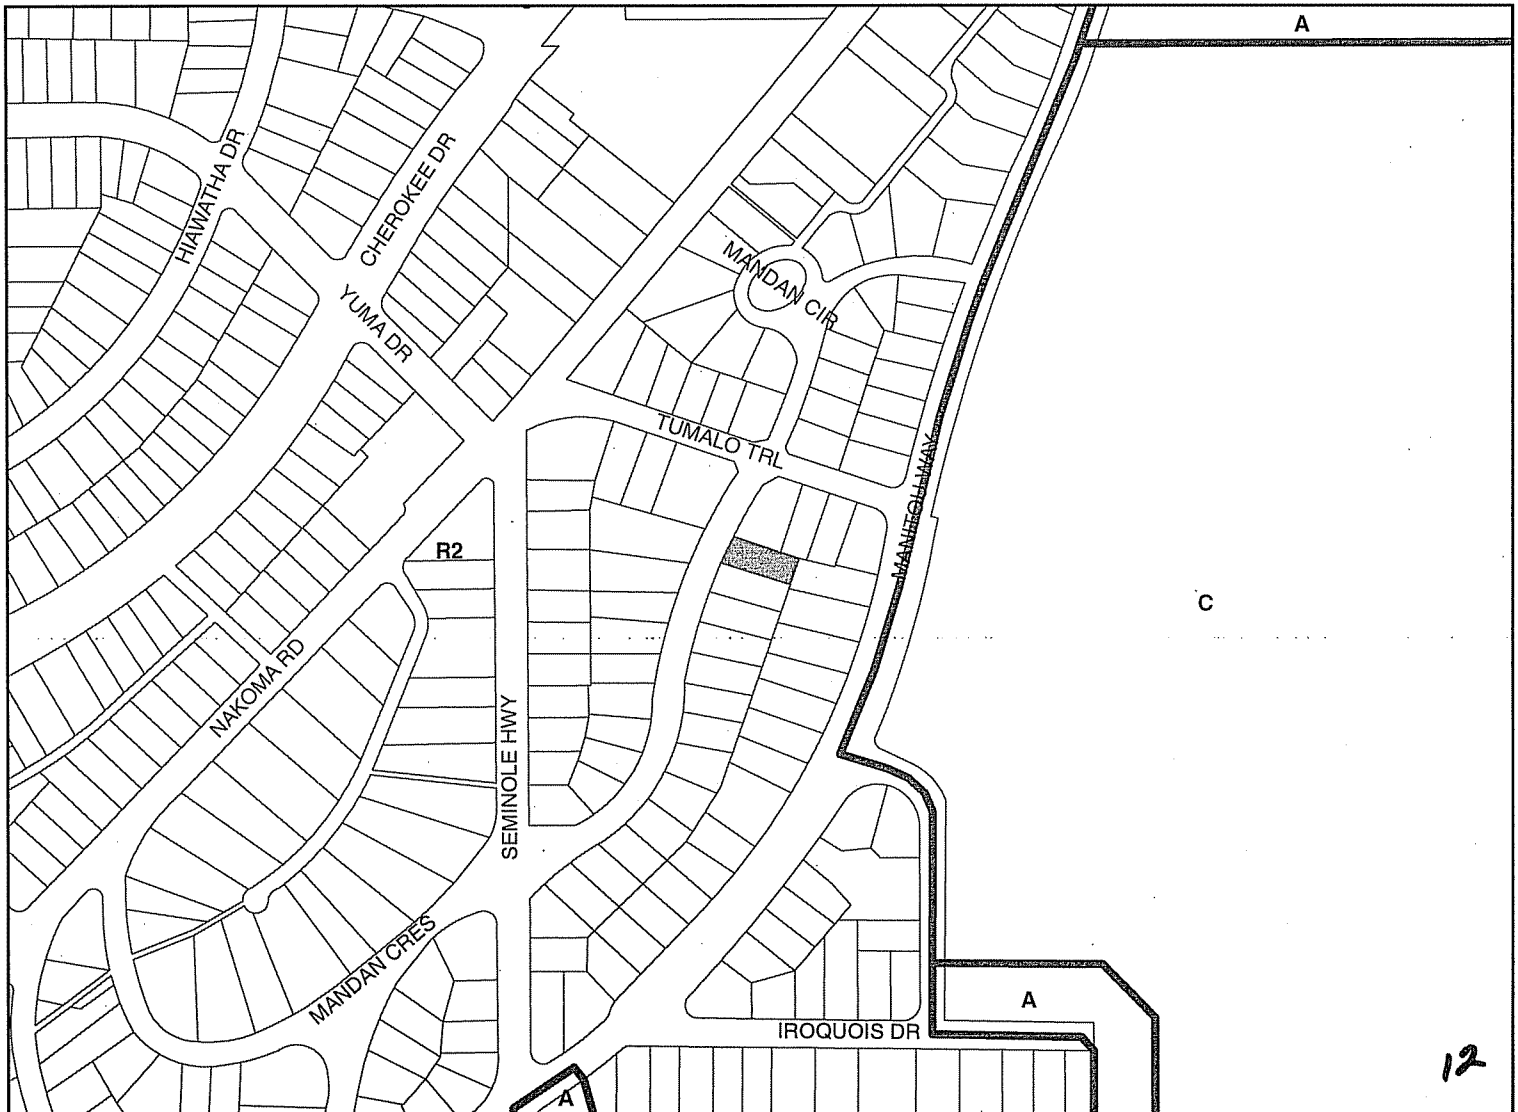 A
HIAWATHA DR
CHEROKEE DR
MANDAN CIR
YUMA DR
TUMALO TRL
MANITOU WAY
R2
C
NAKOMA RD
SEMINOLE HWY
MANDAN CRES
A
IROQUOIS DR
12
A